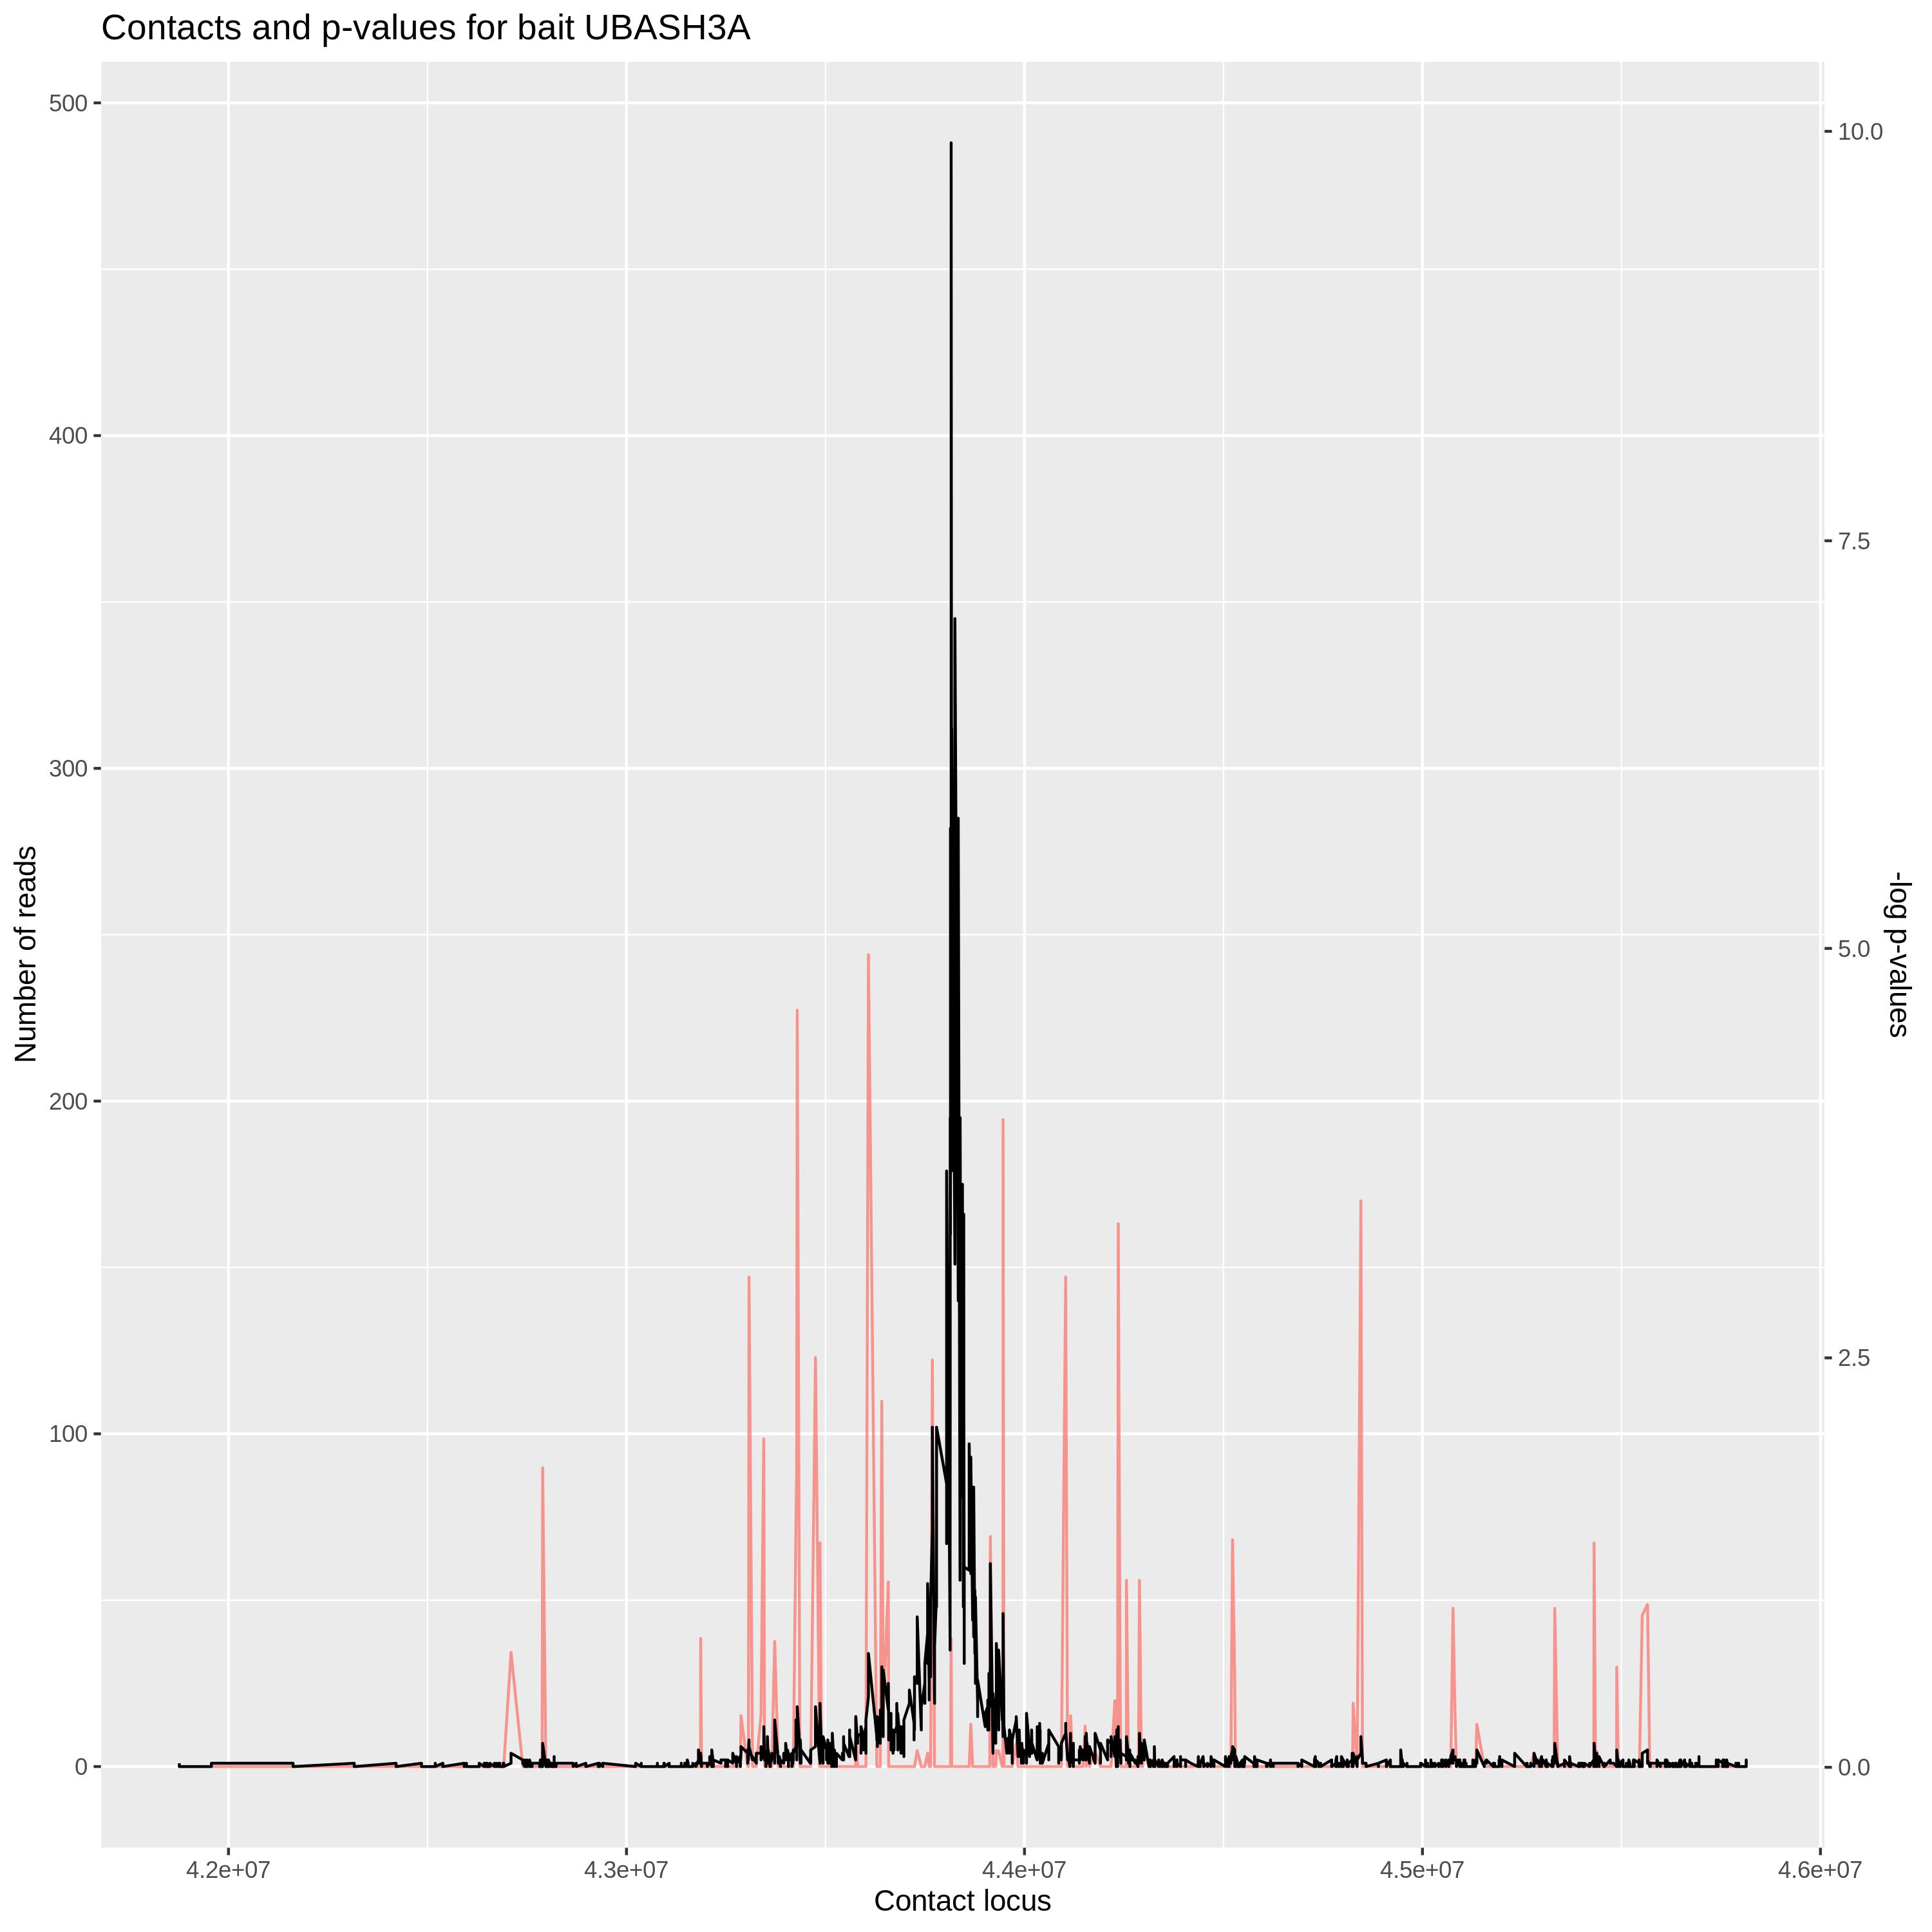 Contacts and p-values for bait UBASH3A
500
400
300
200
100
0
Number of reads
10.0
7.5
5.0
2.5
0.0
-log p-values
4.2e+07
4.3e+07
4.4e+07
4.5e+07
4.6e+07
Contact locus